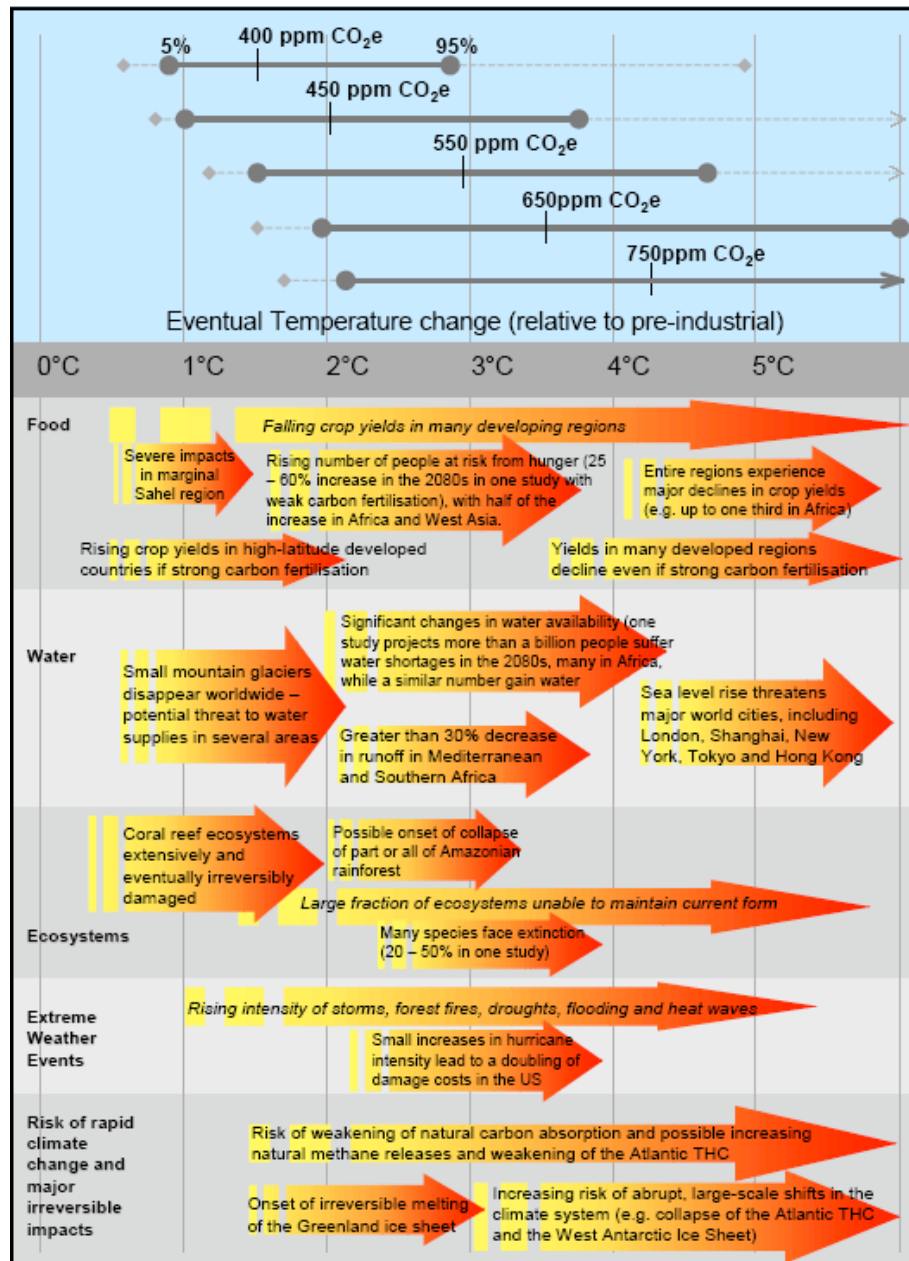 400 ppm CO₂e
5%
95%
450 ppm CO₂e
550 ppm CO₂e
650ppm CO₂e
750ppm CO₂e
Eventual Temperature change (relative to pre-industrial)
0°C 1°C 2°C 3°C 4°C 5°C
Food
Falling crop yields in many developing regions
Severe impacts
in marginal
Sahel region
Rising number of people at risk from hunger (25
– 60% increase in the 2080s in one study with
weak carbon fertilisation), with half of the
increase in Africa and West Asia.
Entire regions experience
major declines in crop yields
(e.g. up to one third in Africa)
Rising crop yields in high-latitude developed
countries if strong carbon fertilisation
Yields in many developed regions
decline even if strong carbon fertilisation
Water
Small mountain glaciers
disappear worldwide –
potential threat to water
supplies in several areas
Significant changes in water availability (one
study projects more than a billion people suffer
water shortages in the 2080s, many in Africa,
while a similar number gain water
Greater than 30% decrease
in runoff in Mediterranean
and Southern Africa
Sea level rise threatens
major world cities, including
London, Shanghai, New
York, Tokyo and Hong Kong
Ecosystems
Coral reef ecosystems
extensively and
eventually irreversibly
damaged
Possible onset of collapse
of part or all of Amazonian
rainforest
Large fraction of ecosystems unable to maintain current form
Many species face extinction
(20 – 50% in one study)
Extreme
Weather
Events
Rising intensity of storms, forest fires, droughts, flooding and heat waves
Small increases in hurricane
intensity lead to a doubling of
damage costs in the US
Risk of rapid
climate
change and
major
irreversible
impacts
Risk of weakening of natural carbon absorption and possible increasing
natural methane releases and weakening of the Atlantic THC
Onset of irreversible melting
of the Greenland ice sheet
Increasing risk of abrupt, large-scale shifts in the
climate system (e.g. collapse of the Atlantic THC
and the West Antarctic Ice Sheet)